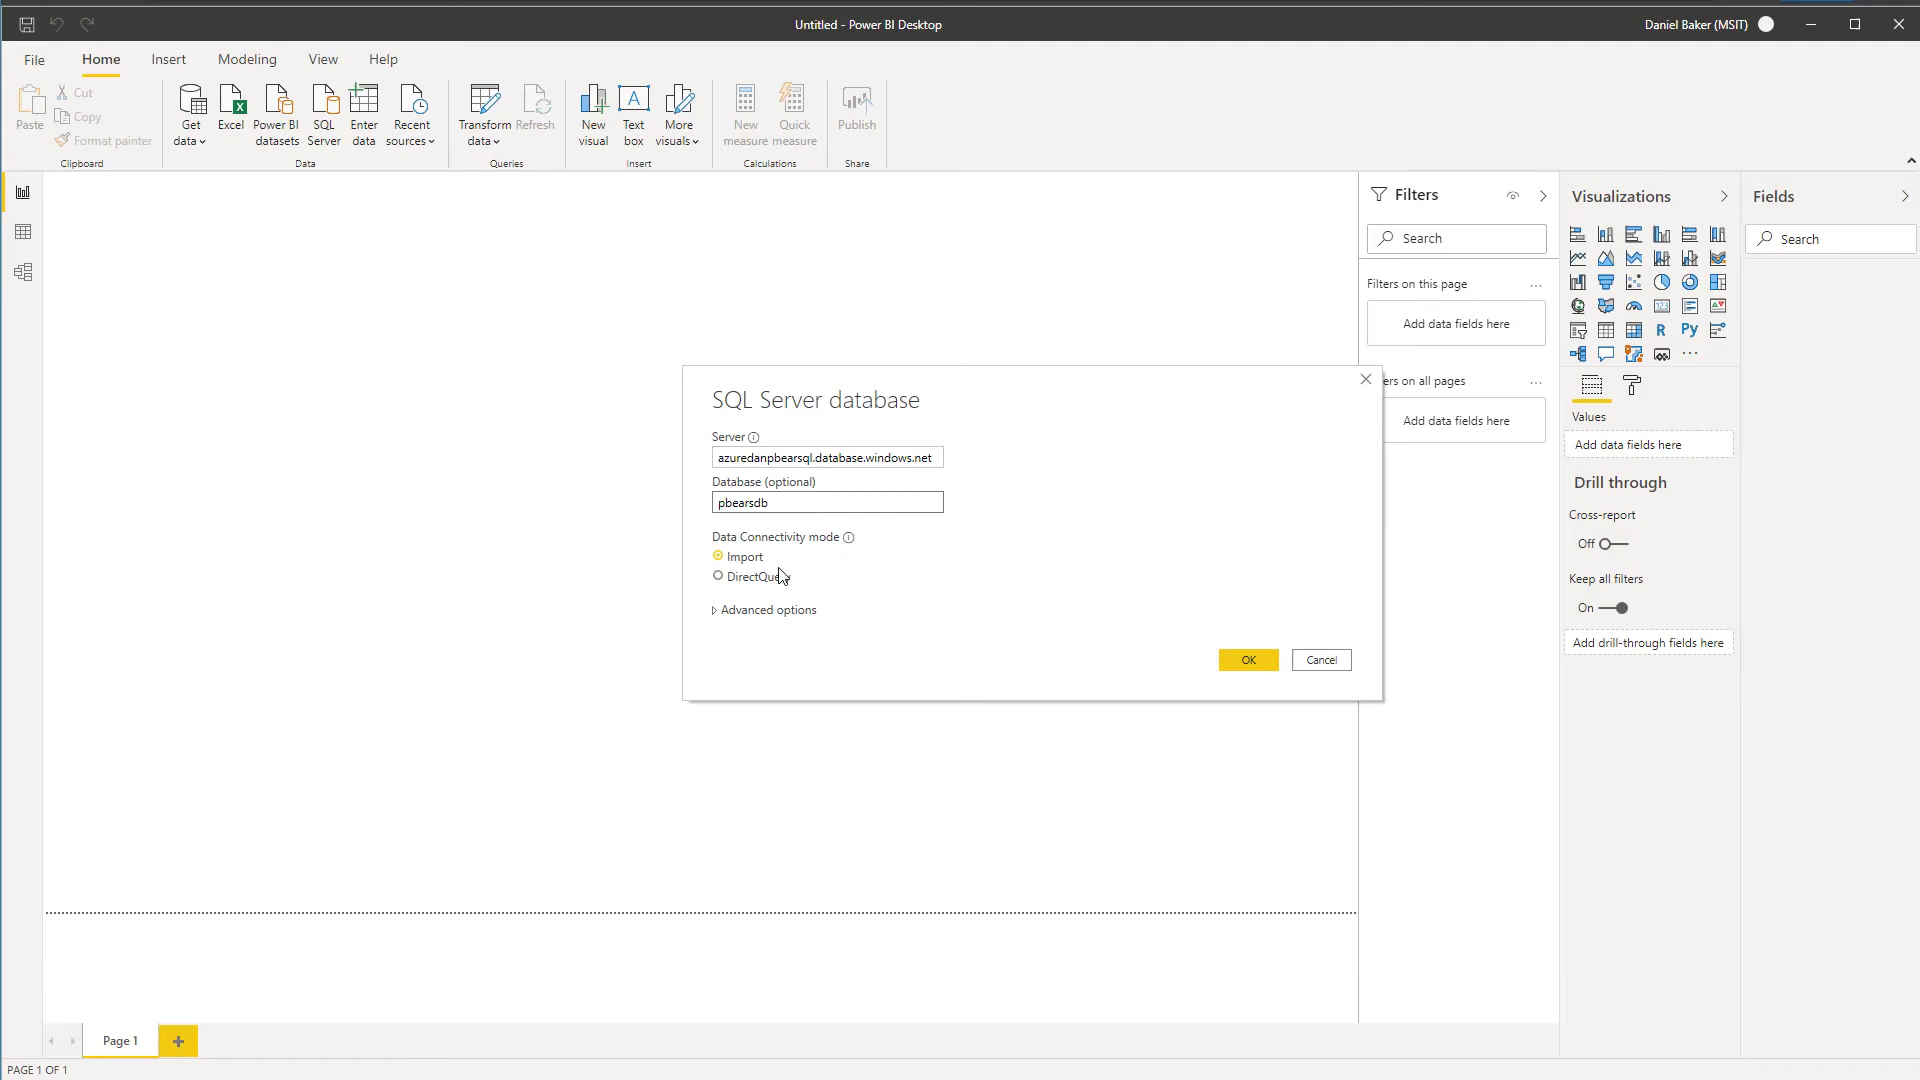 Untitled - Power BI Desktop
Daniel Baker (MSIT)
File
Home
Insert
Modeling
View
Help
Paste
Cut
Copy
Format painter
Clipboard
Get data
Excel
Power BI datasets
SQL Server
Enter data
Recent sources
Data
Transform data
Refresh
Queries
New visual
Text box
More visuals
Insert
New measure
Quick measure
Calculations
Publish
Share
Filters
Search
Filters on this page
...
Add data fields here
ers on all pages
...
Add data fields here
Visualizations
123
R
Py
...
Values
Add data fields here
Drill through
Cross-report
Off
Keep all filters
On
Add drill-through fields here
Fields
Search
SQL Server database
Server
azuredanpbearsql.database.windows.net
Database (optional)
pbearsdb
Data Connectivity mode
Import
DirectQuery
Advanced options
OK
Cancel
Page 1
PAGE 1 OF 1